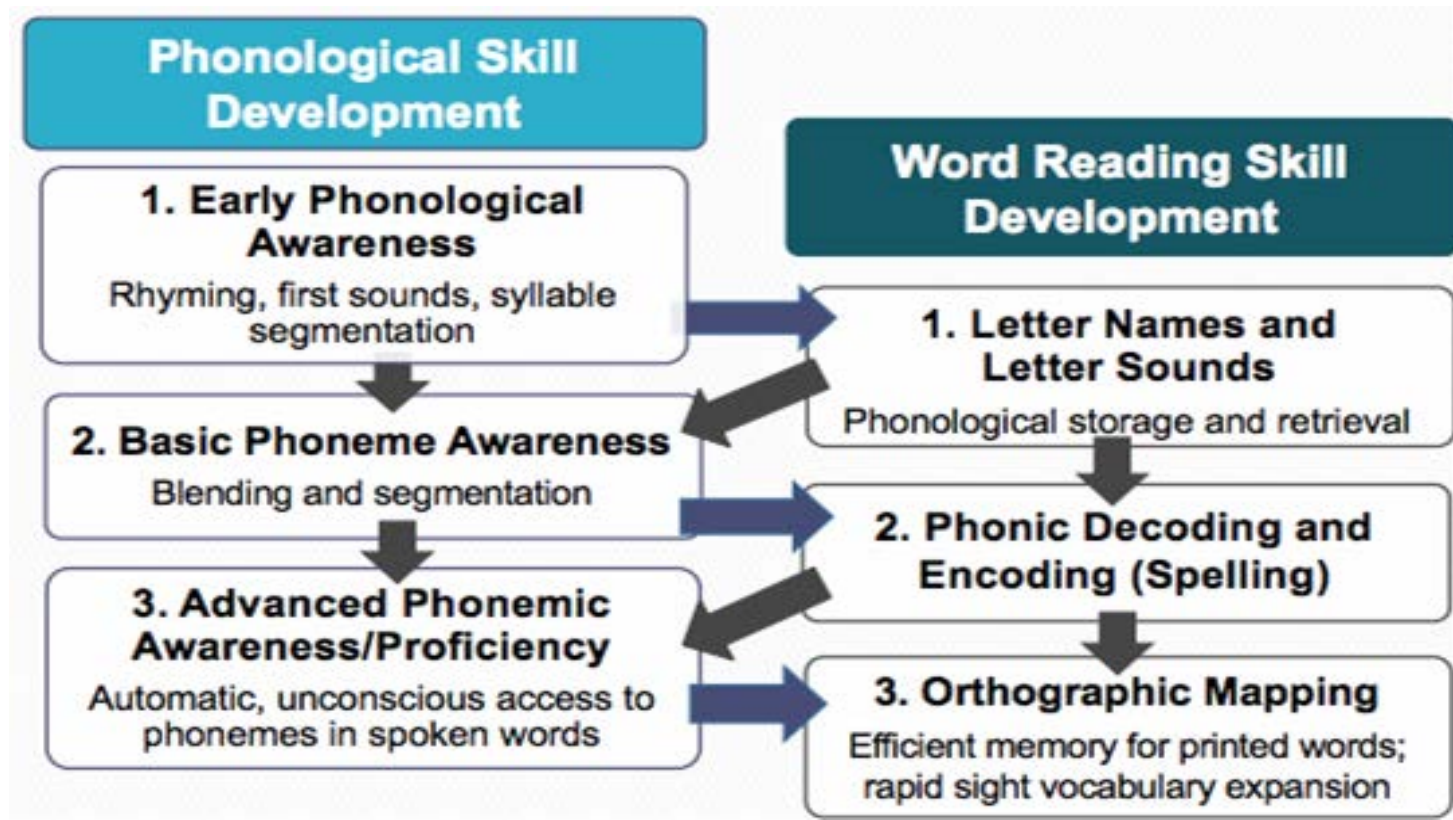 Phonological Skill
Development
1. Early Phonological
Awareness
Rhyming, first sounds, syllable
segmentation
2. Basic Phoneme Awareness
Blending and segmentation
3. Advanced Phonemic
Awareness/Proficiency
Automatic, unconscious access to
phonemes in spoken words
Word Reading Skill
Development
1. Letter Names and
Letter Sounds
Phonological storage and retrieval
2. Phonic Decoding and
Encoding (Spelling)
3. Orthographic Mapping
Efficient memory for printed words;
rapid sight vocabulary expansion